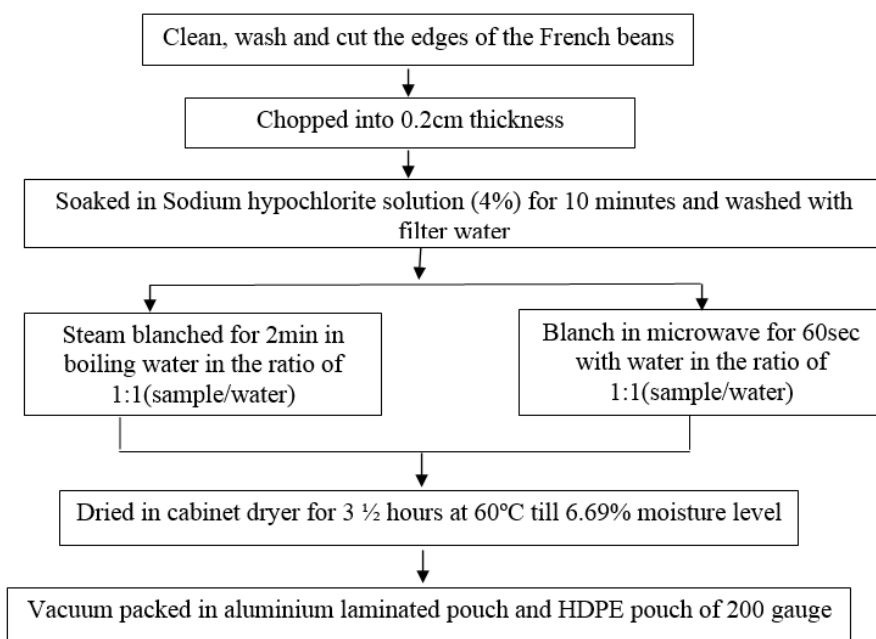 Clean, wash and cut the edges of the French beans
Chopped into 0.2cm thickness
Soaked in Sodium hypochlorite solution (4%) for 10 minutes and washed with
filter water
Steam blanched for 2min in
boiling water in the ratio of
1:1(sample/water)
Blanch in microwave for 60sec
with water in the ratio of
1:1(sample/water)
Dried in cabinet dryer for 3 ½ hours at 60ºC till 6.69% moisture level
Vacuum packed in aluminium laminated pouch and HDPE pouch of 200 gauge